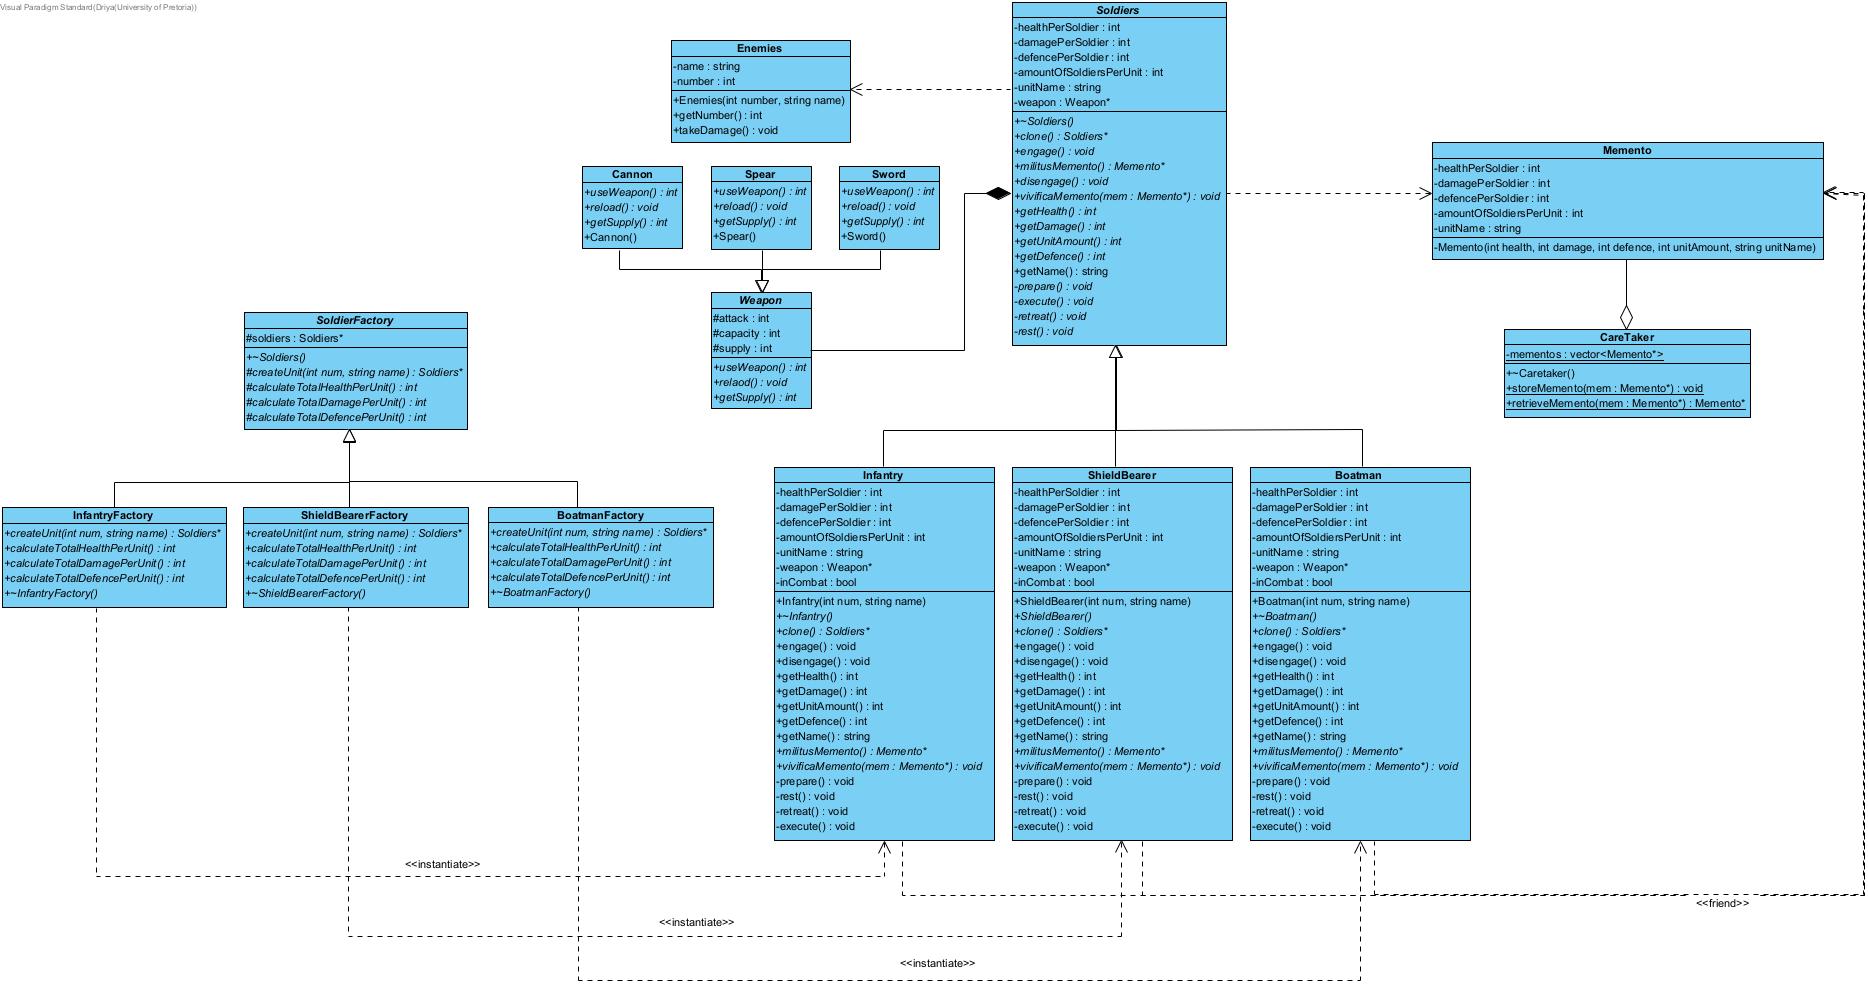 Visual Paradigm Standard(Driya(University of Pretoria))
Soldiers
-healthPerSoldier : int
-damagePerSoldier : int
-defencePerSoldier : int
-amountOfSoldiersPerUnit : int
-unitName : string
-weapon : Weapon*
+~Soldiers()
+clone() : Soldiers*
+engage() : void
+militusMemento() : Memento*
+disengage() : void
+vivificaMemento(mem : Memento*) : void
+getHealth() : int
+getDamage() : int
+getUnitAmount() : int
+getDefence() : int
+getName() : string
-prepare() : void
-execute() : void
-retreat() : void
-rest() : void
Enemies
-name : string
-number : int
+Enemies(int number, string name)
+getNumber() : int
+takeDamage() : void
Cannon
+useWeapon() : int
+reload() : void
+getSupply() : int
+Cannon()
Spear
+useWeapon() : int
+reload() : void
+getSupply() : int
+Spear()
Sword
+useWeapon() : int
+reload() : void
+getSupply() : int
+Sword()
Memento
-healthPerSoldier : int
-damagePerSoldier : int
-defencePerSoldier : int
-amountOfSoldiersPerUnit : int
-unitName : string
-Memento(int health, int damage, int defence, int unitAmount, string unitName)
Weapon
#attack : int
#capacity : int
#supply : int
+useWeapon() : int
+relaod() : void
+getSupply() : int
SoldierFactory
#soldiers : Soldiers*
+~Soldiers()
#createUnit(int num, string name) : Soldiers*
#calculateTotalHealthPerUnit() : int
#calculateTotalDamagePerUnit() : int
#calculateTotalDefencePerUnit() : int
CareTaker
-mementos : vector<Memento*>
+~Caretaker()
+storeMemento(mem : Memento*) : void
+retrieveMemento(mem : Memento*) : Memento*
InfantryFactory
+createUnit(int num, string name) : Soldiers*
+calculateTotalHealthPerUnit() : int
+calculateTotalDamagePerUnit() : int
+calculateTotalDefencePerUnit() : int
+~InfantryFactory()
ShieldBearerFactory
+createUnit(int num, string name) : Soldiers*
+calculateTotalHealthPerUnit() : int
+calculateTotalDamagePerUnit() : int
+calculateTotalDefencePerUnit() : int
+~ShieldBearerFactory()
BoatmanFactory
+createUnit(int num, string name) : Soldiers*
+calculateTotalHealthPerUnit() : int
+calculateTotalDamagePerUnit() : int
+calculateTotalDefencePerUnit() : int
+~BoatmanFactory()
Infantry
-healthPerSoldier : int
-damagePerSoldier : int
-defencePerSoldier : int
-amountOfSoldiersPerUnit : int
-unitName : string
-weapon : Weapon*
-inCombat : bool
+Infantry(int num, string name)
+~Infantry()
+clone() : Soldiers*
+engage() : void
+disengage() : void
+getHealth() : int
+getDamage() : int
+getUnitAmount() : int
+getDefence() : int
+getName() : string
+militusMemento() : Memento*
+vivificaMemento(mem : Memento*) : void
-prepare() : void
-rest() : void
-retreat() : void
-execute() : void
ShieldBearer
-healthPerSoldier : int
-damagePerSoldier : int
-defencePerSoldier : int
-amountOfSoldiersPerUnit : int
-unitName : string
-weapon : Weapon*
-inCombat : bool
+ShieldBearer(int num, string name)
+ShieldBearer()
+clone() : Soldiers*
+engage() : void
+disengage() : void
+getHealth() : int
+getDamage() : int
+getUnitAmount() : int
+getDefence() : int
+getName() : string
+militusMemento() : Memento*
+vivificaMemento(mem : Memento*) : void
-prepare() : void
-rest() : void
-retreat() : void
-execute() : void
Boatman
-healthPerSoldier : int
-damagePerSoldier : int
-defencePerSoldier : int
-amountOfSoldiersPerUnit : int
-unitName : string
-weapon : Weapon*
-inCombat : bool
+Boatman(int num, string name)
+~Boatman()
+clone() : Soldiers*
+engage() : void
+disengage() : void
+getHealth() : int
+getDamage() : int
+getUnitAmount() : int
+getDefence() : int
+getName() : string
+militusMemento() : Memento*
+vivificaMemento(mem : Memento*) : void
-prepare() : void
-rest() : void
-retreat() : void
-execute() : void
<<instantiate>>
<<friend>>
<<instantiate>>
<<instantiate>>